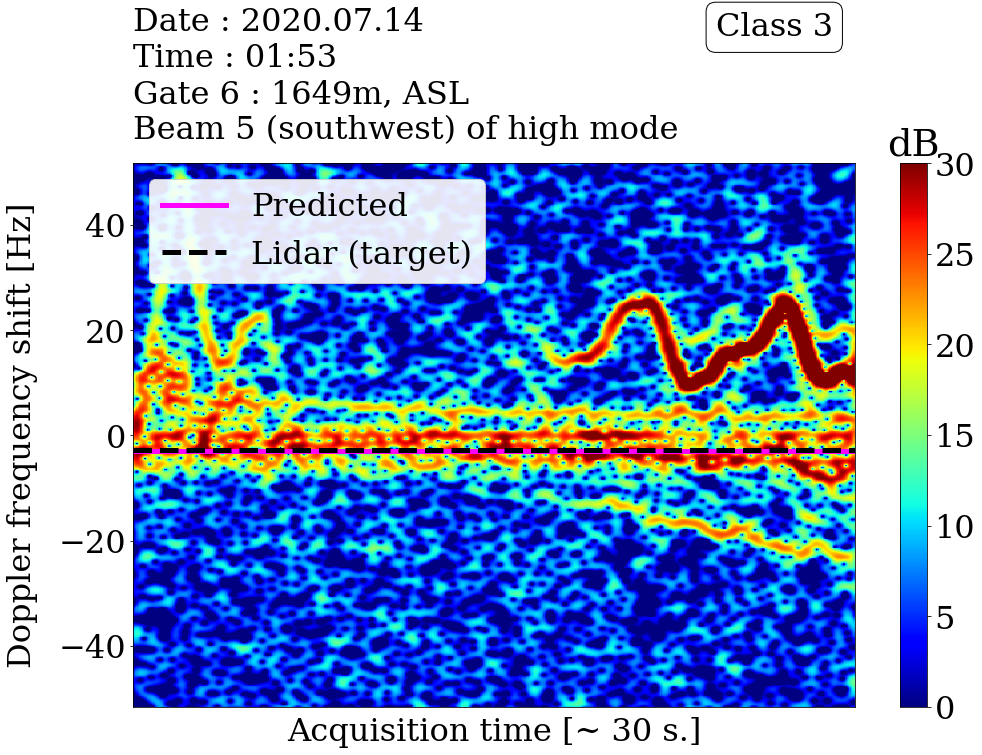 Date : 2020.07.14
Class 3
Time : 01:53
Gate 6 : 1649m, ASL
Beam 5 (southwest) of high mode
dB
Predicted
Lidar (target)
Doppler frequency shift [Hz]
40
20
0
−20
−40
30
25
20
15
10
5
0
Acquisition time [~ 30 s.]